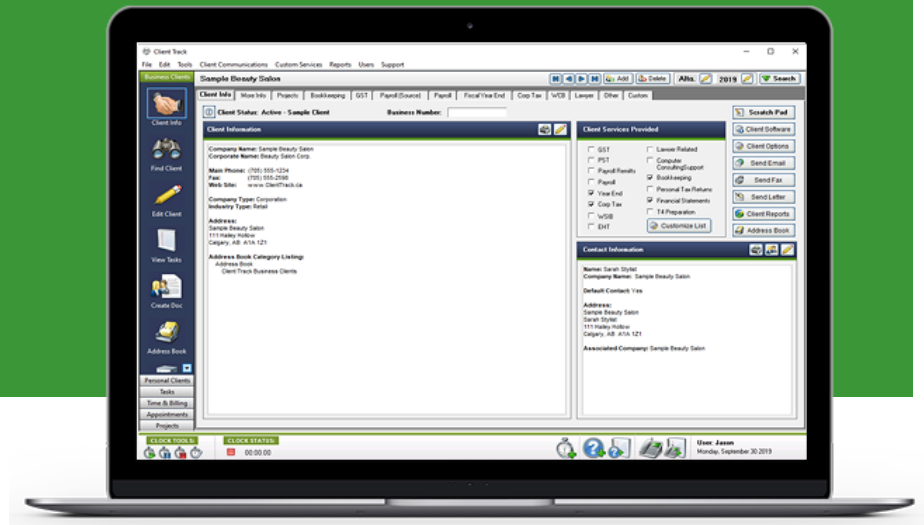 Client Track
File Edit Tools Client Communications Custom Services Reports Users Support
Business Clients
Sample Beauty Salon
Add Delete Alta. 2019 Search
Client Info More Info Projects Bookkeeping GST Payroll (Source) Payroll Fiscal Year End Corp Tax WCB Lawyer Other Custom
Client Status: Active - Sample Client Business Number:
Client Information
Company Name: Sample Beauty Salon
Corporate Name: Beauty Salon Corp.
Main Phone: (705) 555-1234
Fax: (705) 555-2598
Web Site: www.ClientTrack.ca
Company Type: Corporation
Industry Type: Retail
Address:
Sample Beauty Salon
111 Hailey Hollow
Calgary, AB A1A 1Z1
Address Book Category Listing:
Address Book
Client Track Business Clients
Client Services Provided
GST
PST
Payroll Remits
Payroll
Year End
Corp Tax
WSIB
EHT
Lawyer Related
Computer
Consulting\Support
Bookkeeping
Personal Tax Returns
Financial Statements
T4 Preparation
Customize List
Contact Information
Name: Sarah Stylist
Company Name: Sample Beauty Salon
Default Contact: Yes
Address:
Sample Beauty Salon
Sarah Stylist
111 Hailey Hollow
Calgary, AB A1A 1Z1
Associated Company: Sample Beauty Salon
Scratch Pad
Client Software
Client Options
Send Email
Send Fax
Send Letter
Client Reports
Address Book
Client Info
Find Client
Edit Client
View Tasks
Create Doc
Address Book
Personal Clients
Tasks
Time & Billing
Appointments
Projects
CLOCK TOOLS:
CLOCK STATUS:
00:00:00
User: Jason
Monday, September 30 2019